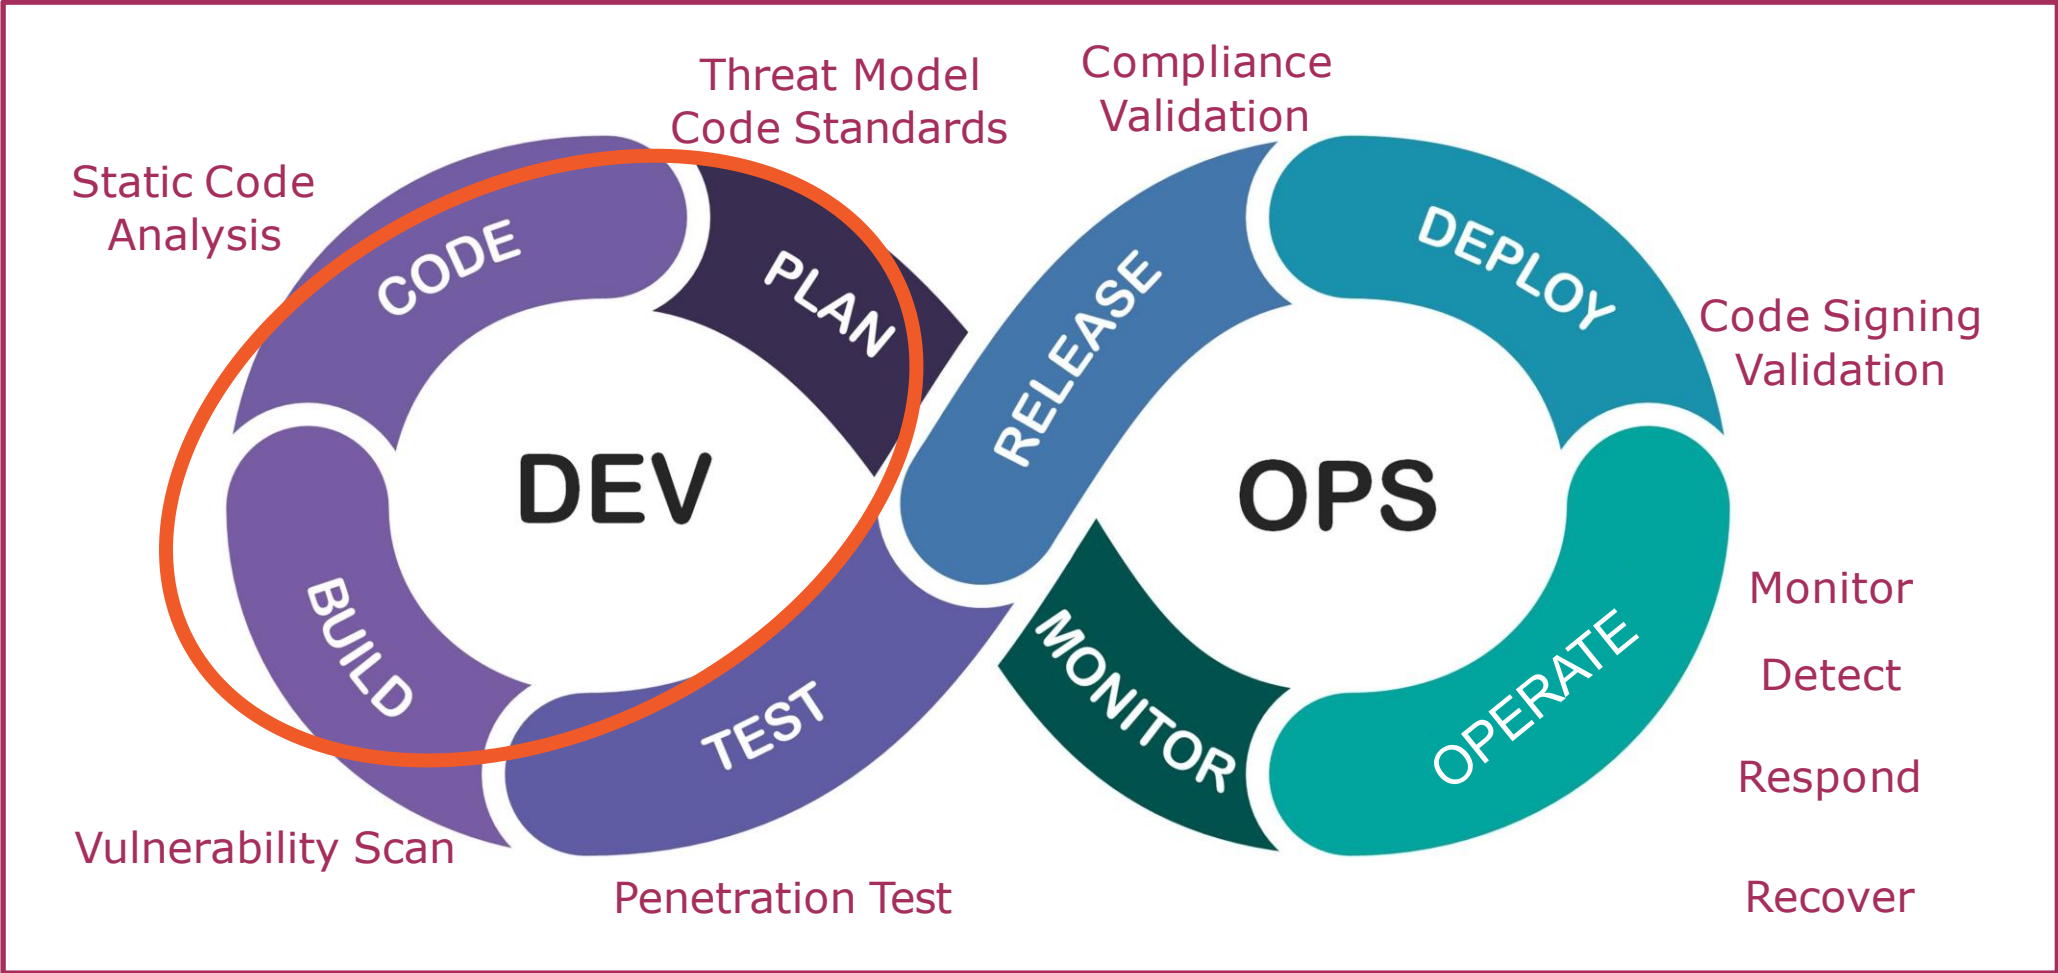 Threat Model
Code Standards
Compliance
Validation
Static Code
Analysis
CODE
PLAN
RELEASE
DEPLOY
Code Signing
Validation
DEV
OPS
BUILD
TEST
MONITOR
OPERATE
Monitor
Detect
Respond
Recover
Vulnerability Scan
Penetration Test